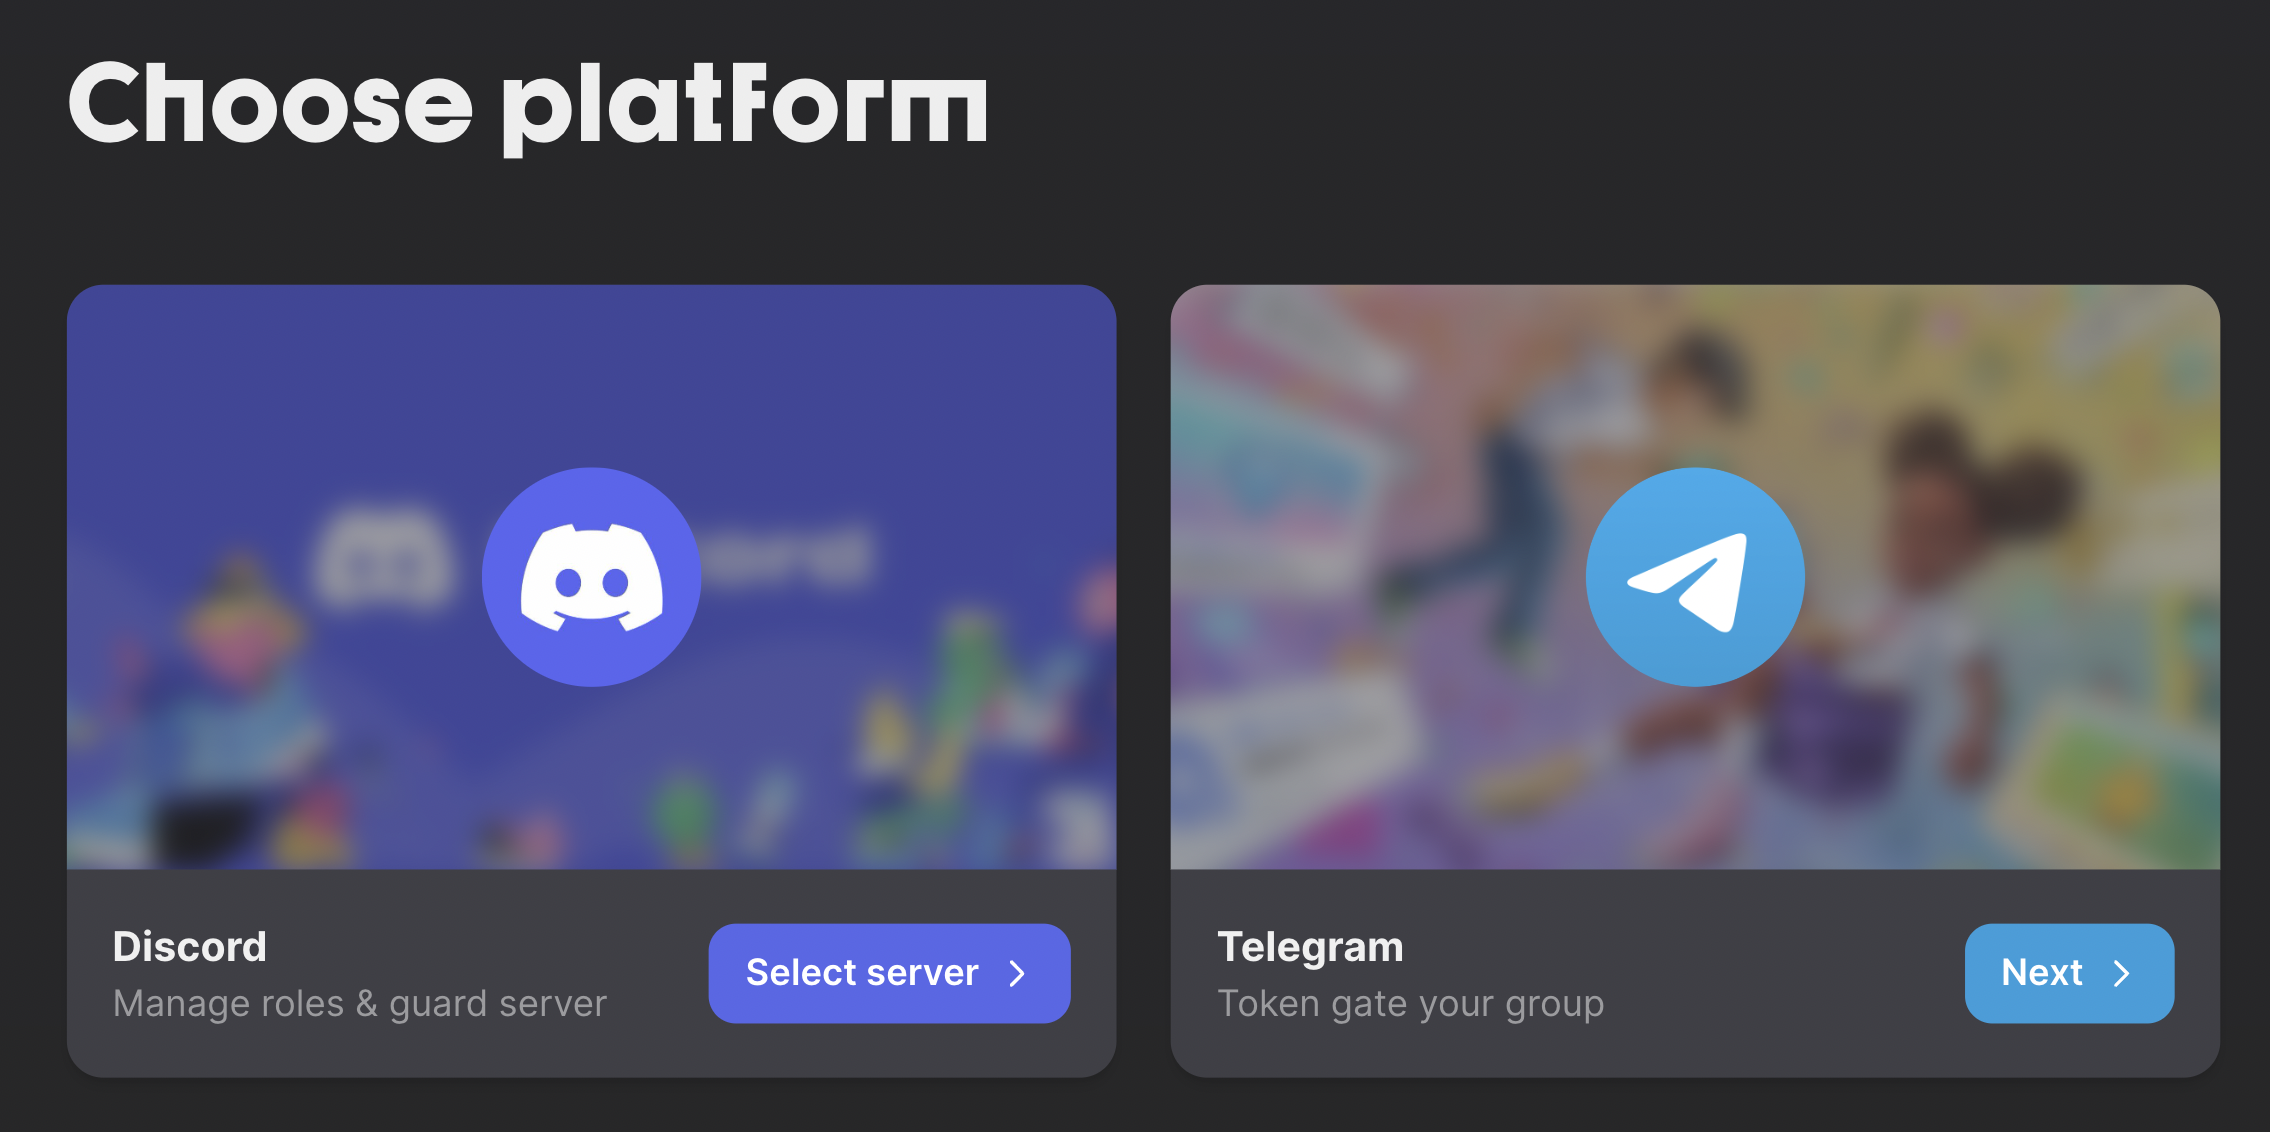 Choose platform
Discord
Manage roles & guard server
Select server
Telegram
Token gate your group
Next